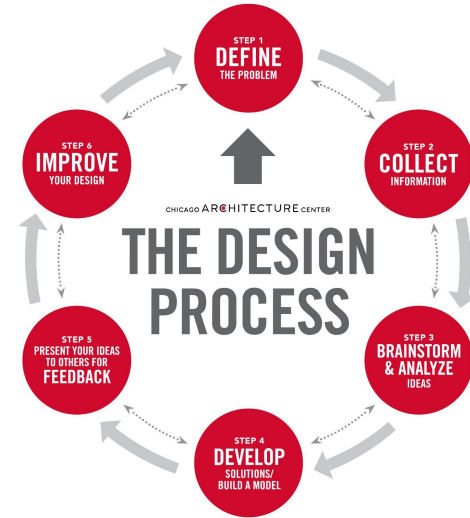 STEP 1
DEFINE
THE PROBLEM
STEP 2
COLLECT
INFORMATION
STEP 3
BRAINSTORM
& ANALYZE
IDEAS
STEP 4
DEVELOP
SOLUTIONS/
BUILD A MODEL
STEP 5
PRESENT YOUR IDEAS
TO OTHERS FOR
FEEDBACK
STEP 6
IMPROVE
YOUR DESIGN
CHICAGO ARCHITECTURE CENTER
THE DESIGN
PROCESS